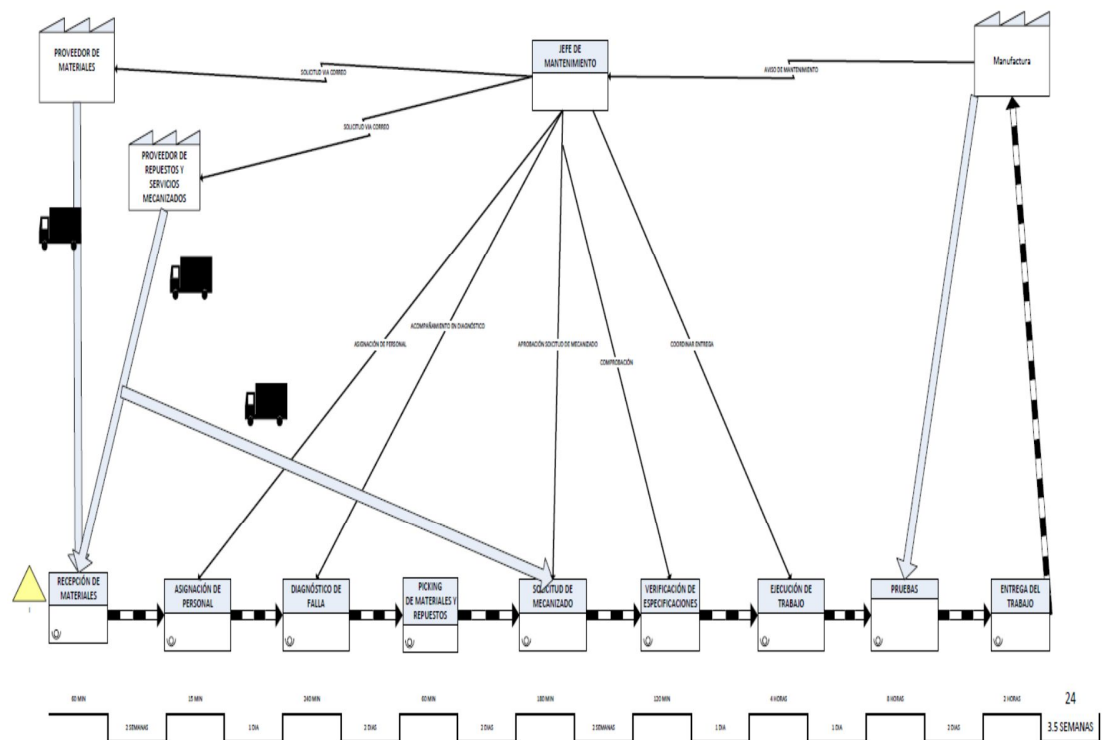 PROVEEDOR DE
MATERIALES
JEFE DE
MANTENIMIENTO
Manufactura
SOLICITUD VIA CORREO
AVISO DE MANTENIMIENTO
SOLICITUD VIA CORREO
PROVEEDOR DE
REPUESTOS Y
SERVICIOS
MECANIZADOS
ACOMPAÑAMIENTO EN DIAGNÓSTICO
ASIGNACIÓN DE PERSONAL
APROBACIÓN SOLICITUD DE MECANIZADO
COORDINAR ENTREGA
COMPROBACIÓN
I
RECEPCIÓN DE
MATERIALES
ASIGNACIÓN DE
PERSONAL
DIAGNÓSTICO DE
FALLA
PICKING
DE MATERIALES Y
REPUESTOS
SOLICITUD DE
MECANIZADO
VERIFICACIÓN DE
ESPECIFICACIONES
EJECUCIÓN DE
TRABAJO
PRUEBAS
ENTREGA DEL
TRABAJO
60 MIN
15 MIN
240 MIN
60 MIN
180 MIN
120 MIN
4 HORAS
8 HORAS
2 HORAS
24
2 SEMANAS
1 DIA
2 DIAS
2 DIAS
2 SEMANAS
1 DIA
1 DIA
2 DIAS
3.5 SEMANAS